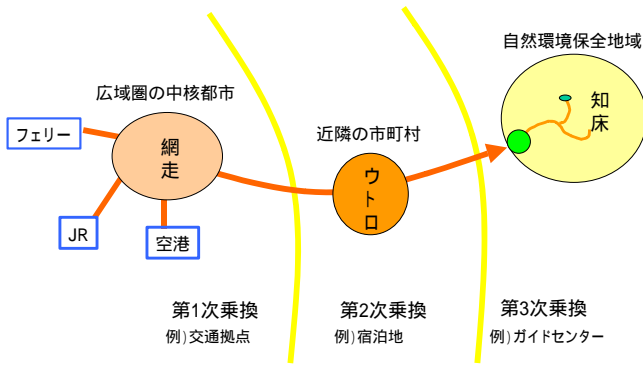 自然環境保全地域
広域圏の中核都市
フェリー
網走
近隣の市町村
知床
ウトロ
JR
空港
第1次乗換
例)交通拠点
第2次乗換
例)宿泊地
第3次乗換
例)ガイドセンター